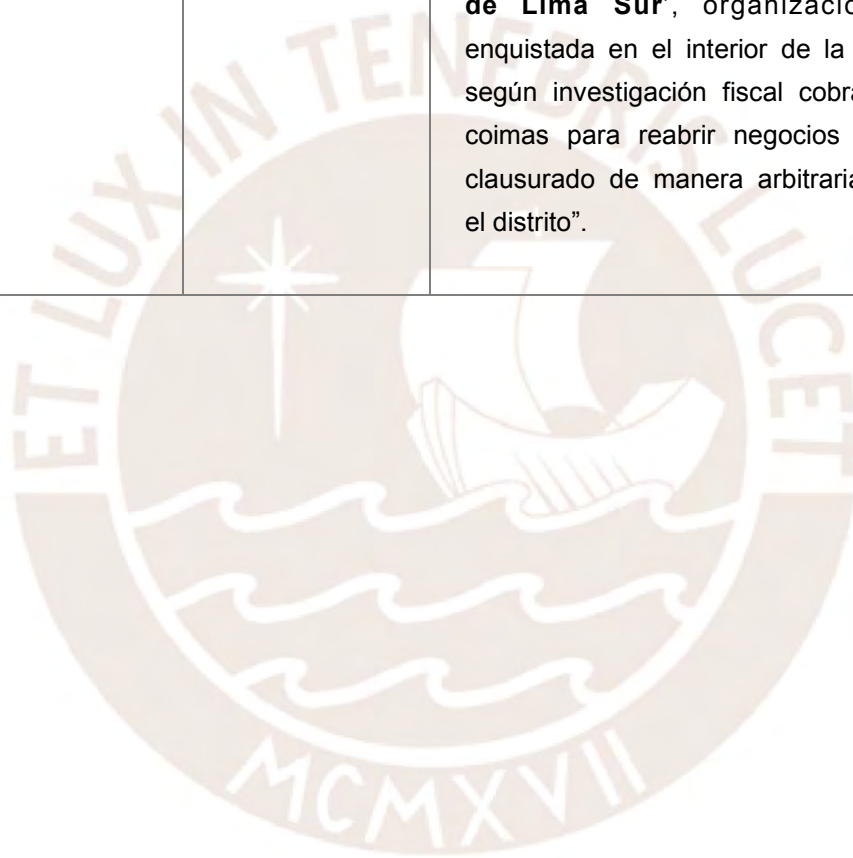 de Lima Sur’, organizació
enquistada en el interior de la
según investigación fiscal cobra
coimas para reabrir negocios
clausurado de manera arbitraria
el distrito”.
ET LUX IN TENEBRIS LUCET
MCMXVII